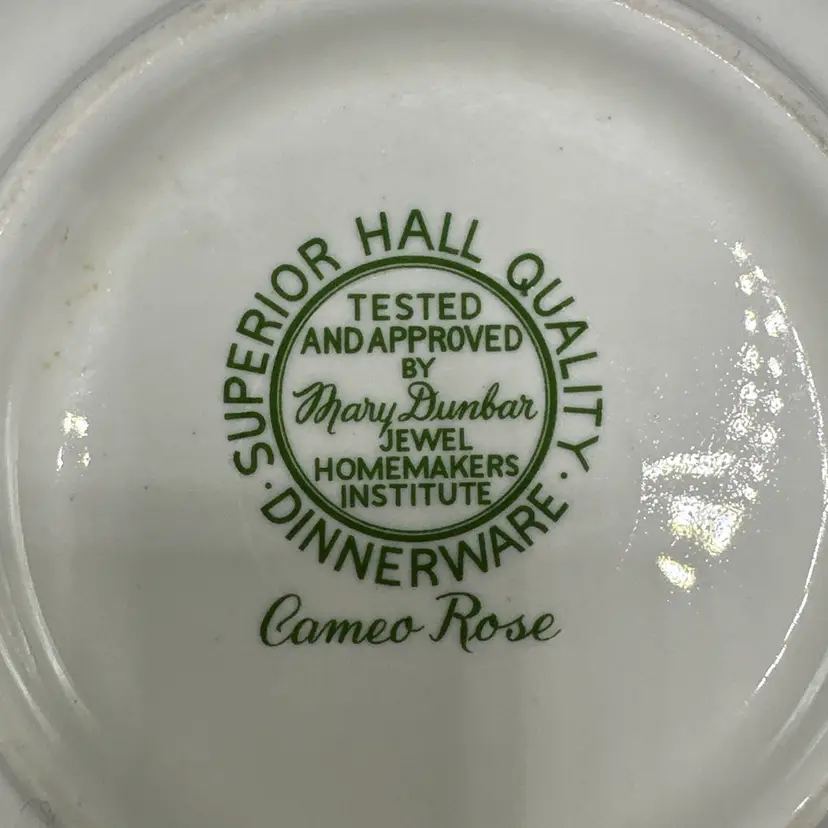 SUPERIOR HALL QUALITY
· DINNERWARE ·
TESTED
AND APPROVED
BY
Mary Dunbar
JEWEL
HOMEMAKERS
INSTITUTE
Cameo Rose